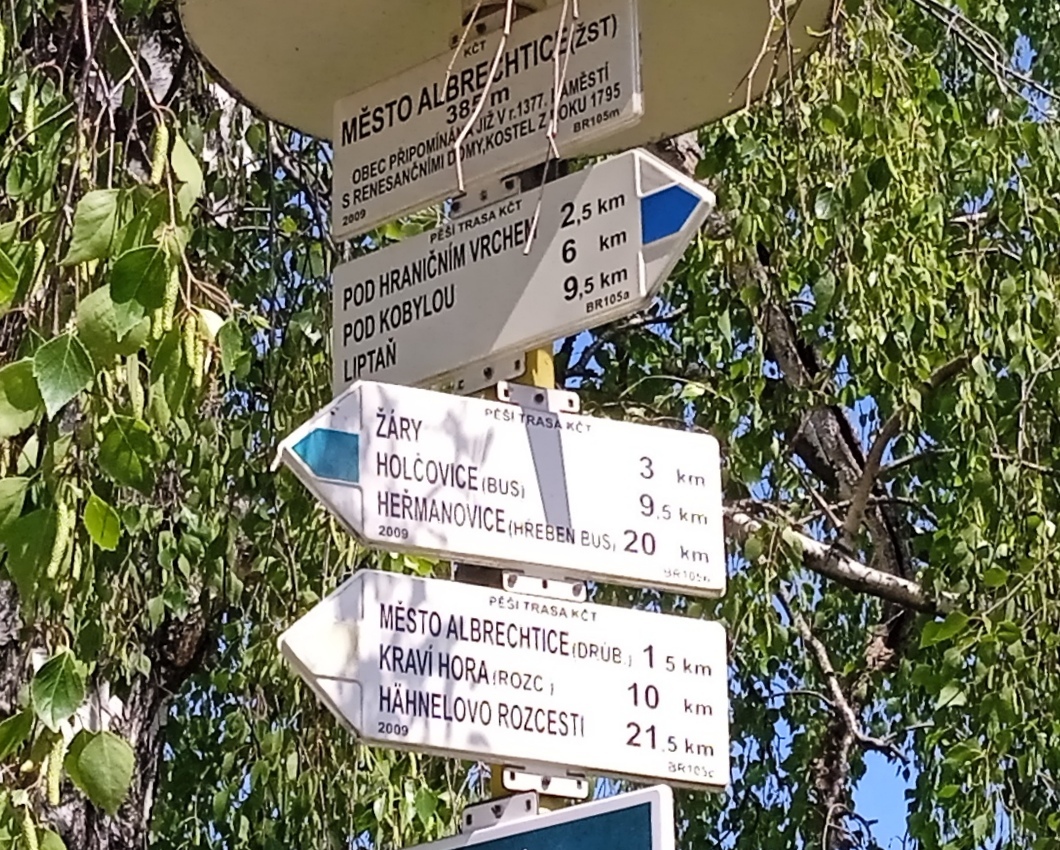 KČT
MĚSTO ALBRECHTICE (ŽST)
385 m
OBEC PŘIPOMÍNANÁ JIŽ V r.1377. NÁMĚSTÍ
S RENESANČNÍMI DOMY, KOSTEL Z ROKU 1795
2009 BR105m
PĚŠÍ TRASA KČT
POD HRANIČNÍM VRCHEM 2,5 km
POD KOBYLOU 6 km
LIPTAŇ 9,5 km
BR105a
PĚŠÍ TRASA KČT
ŽÁRY 3 km
HOLČOVICE (BUS) 9,5 km
HEŘMANOVICE (HŘEBEN BUS) 20 km
2009
PĚŠÍ TRASA KČT
MĚSTO ALBRECHTICE (DRŮB.) 1 5 km
KRAVÍ HORA (ROZC ) 10 km
HÄHNELOVO ROZCESTÍ 21.5 km
2009 BR105c